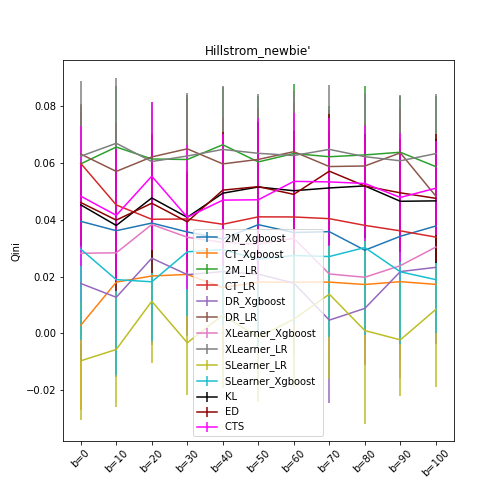 Hillstrom_newbie'
Qini
0.08
0.06
0.04
0.02
0.00
−0.02
2M_Xgboost
CT_Xgboost
2M_LR
CT_LR
DR_Xgboost
DR_LR
XLearner_Xgboost
XLearner_LR
SLearner_LR
SLearner_Xgboost
KL
ED
CTS
b=0
b=10
b=20
b=30
b=40
b=50
b=60
b=70
b=80
b=90
b=100